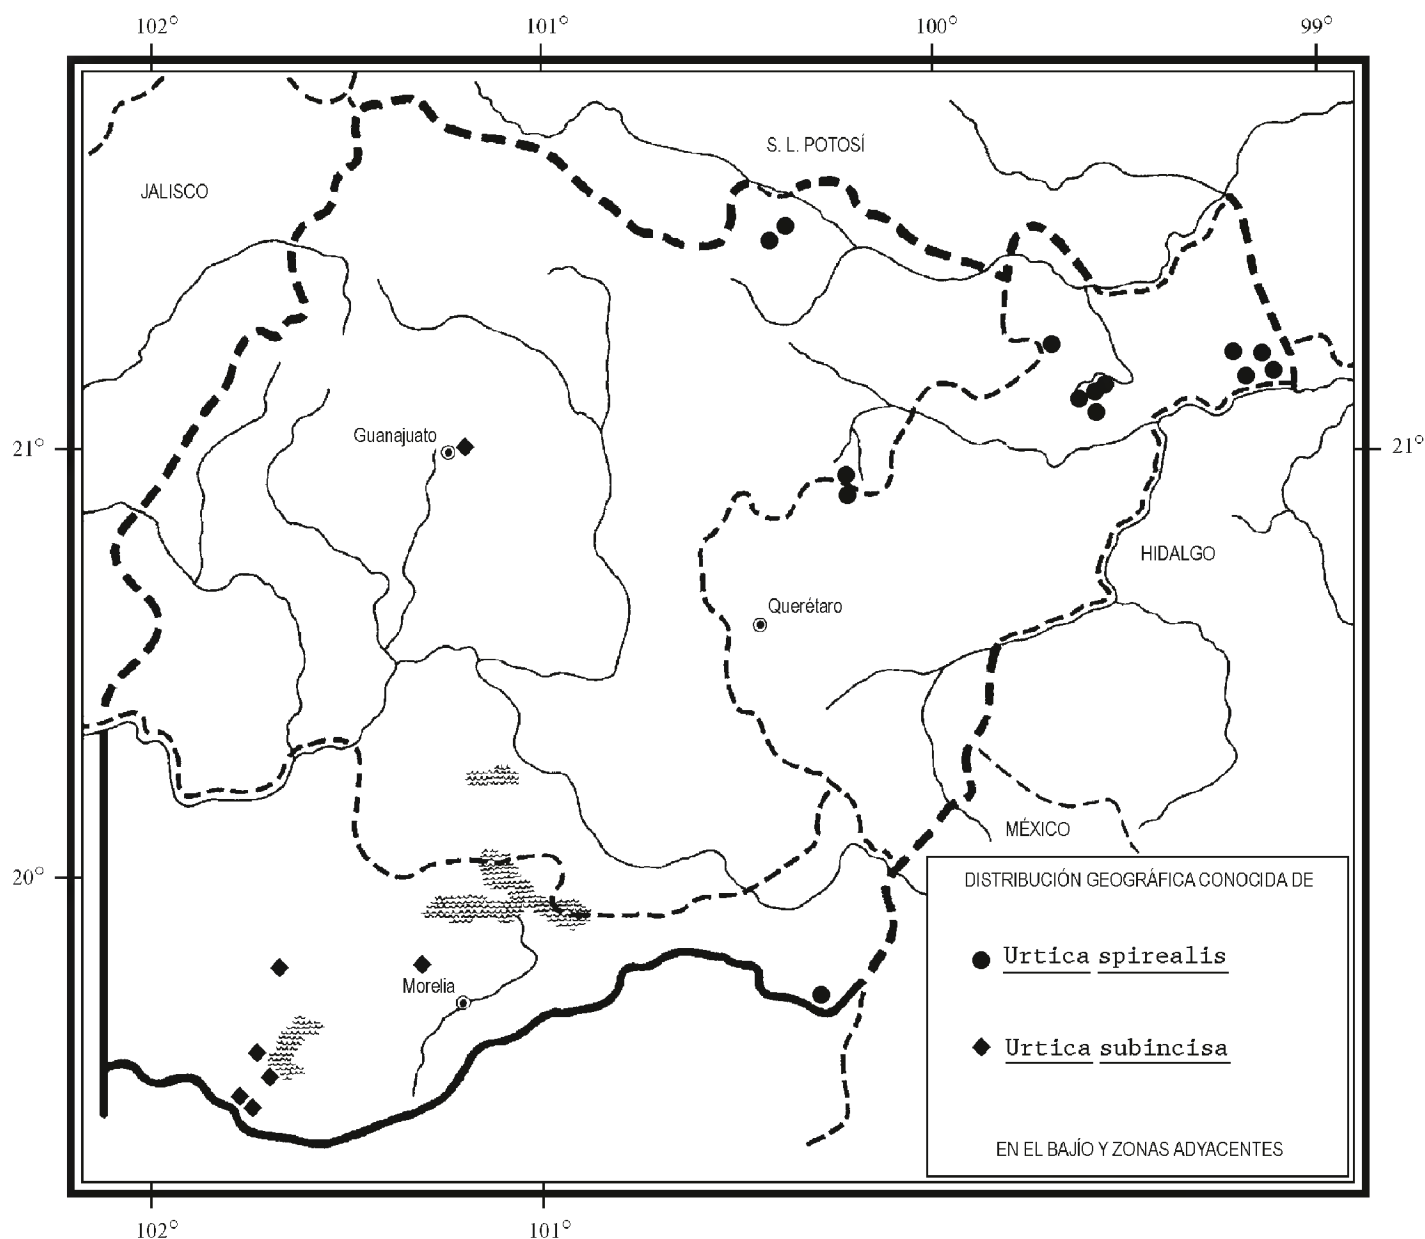 102° 101° 100° 99°
S. L. POTOSÍ
JALISCO
Guanajuato
21° 21°
HIDALGO
Querétaro
MÉXICO
20°
DISTRIBUCIÓN GEOGRÁFICA CONOCIDA DE
Urtica spirealis
Morelia
Urtica subincisa
EN EL BAJÍO Y ZONAS ADYACENTES
102° 101°